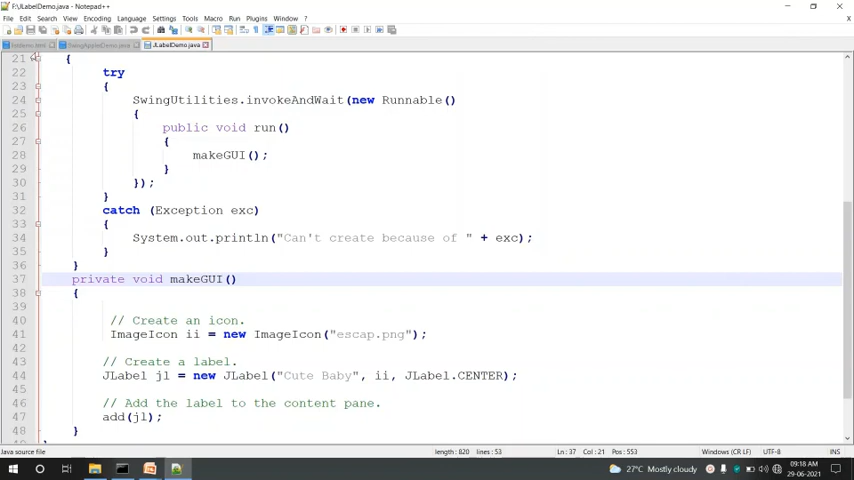 F:\JLabelDemo.java - Notepad++
File Edit Search View Encoding Language Settings Tools Macro Run Plugins Window ?
SwingAppletDemo.java JLabelDemo.java
21 {
22 try
23 {
24 SwingUtilities.invokeAndWait(new Runnable()
25 {
26 public void run()
27 {
28 makeGUI();
29 }
30 });
31 }
32 catch (Exception exc)
33 {
34 System.out.println("Can't create because of " + exc);
35 }
36 }
37 private void makeGUI()
38 {
39
40 // Create an icon.
41 ImageIcon ii = new ImageIcon("escap.png");
42
43 // Create a label.
44 JLabel jl = new JLabel("Cute Baby", ii, JLabel.CENTER);
45
46 // Add the label to the content pane.
47 add(jl);
48 }
Java source file length : 820 lines : 53 Ln : 37 Col : 21 Pos : 553 Windows (CR LF) UTF-8 INS
27°C Mostly cloudy 09:18 AM
29-06-2021